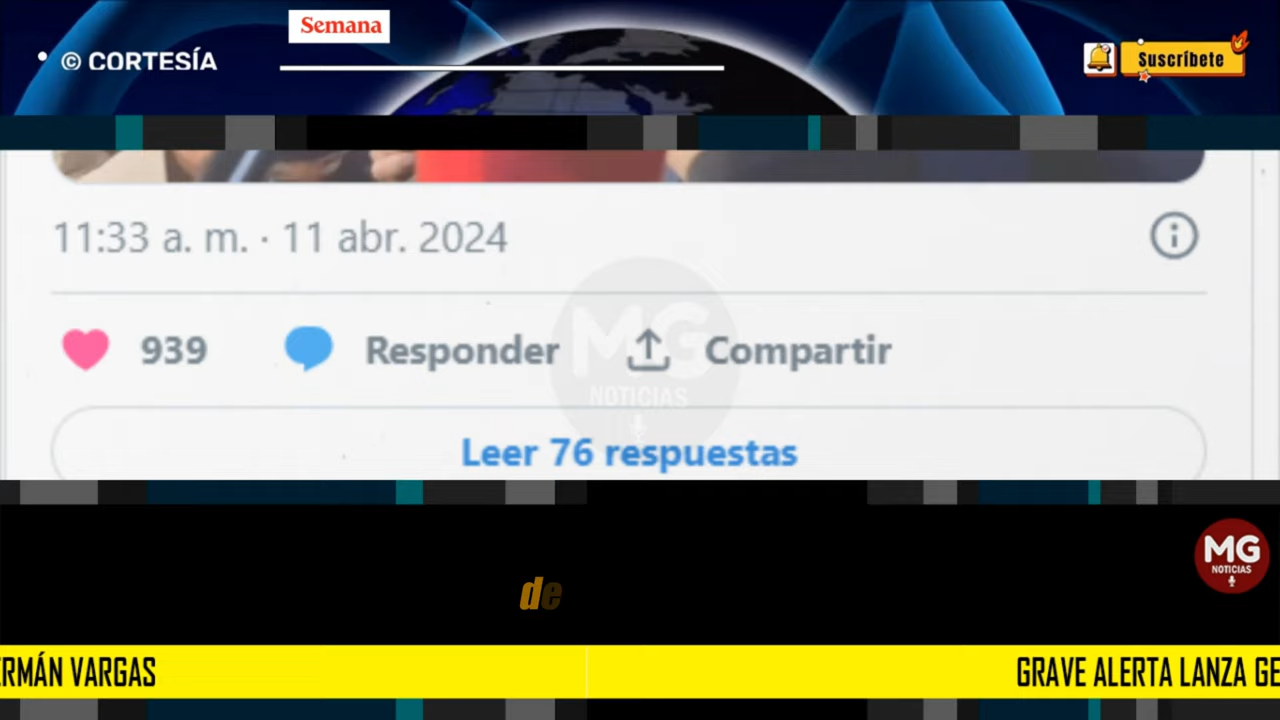 Semana
© CORTESÍA
Suscríbete
11:33 a. m. · 11 abr. 2024
939 Responder Compartir
MG
NOTICIAS
Leer 76 respuestas
MG
NOTICIAS
de
ERMÁN VARGAS
GRAVE ALERTA LANZA GE